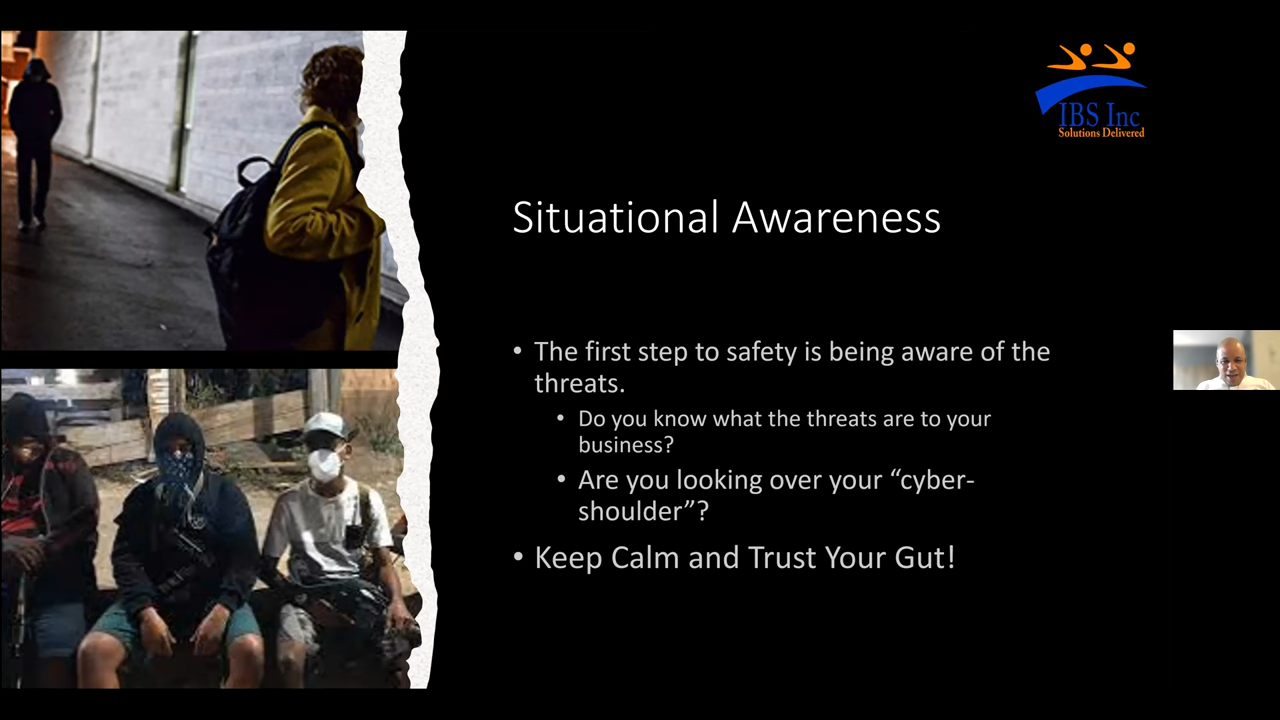 IBS Inc
Solutions Delivered
Situational Awareness
• The first step to safety is being aware of the
threats.
• Do you know what the threats are to your
business?
• Are you looking over your “cyber-
shoulder”?
• Keep Calm and Trust Your Gut!